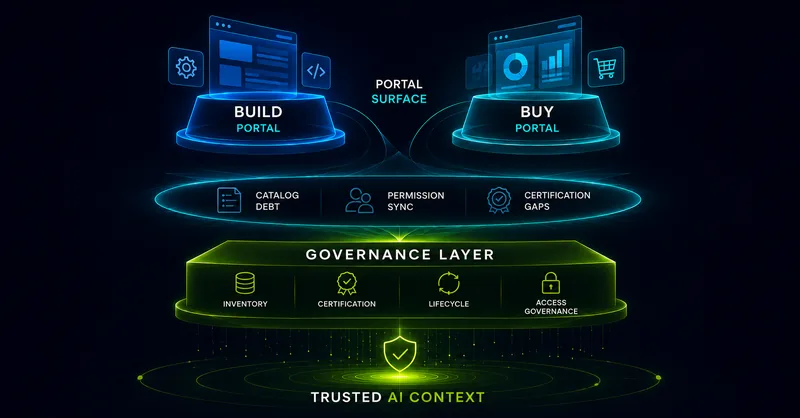 PORTAL
SURFACE
BUILD
PORTAL
BUY
PORTAL
CATALOG
DEBT
PERMISSION
SYNC
CERTIFICATION
GAPS
GOVERNANCE LAYER
INVENTORY
CERTIFICATION
LIFECYCLE
ACCESS
GOVERNANCE
TRUSTED AI CONTEXT